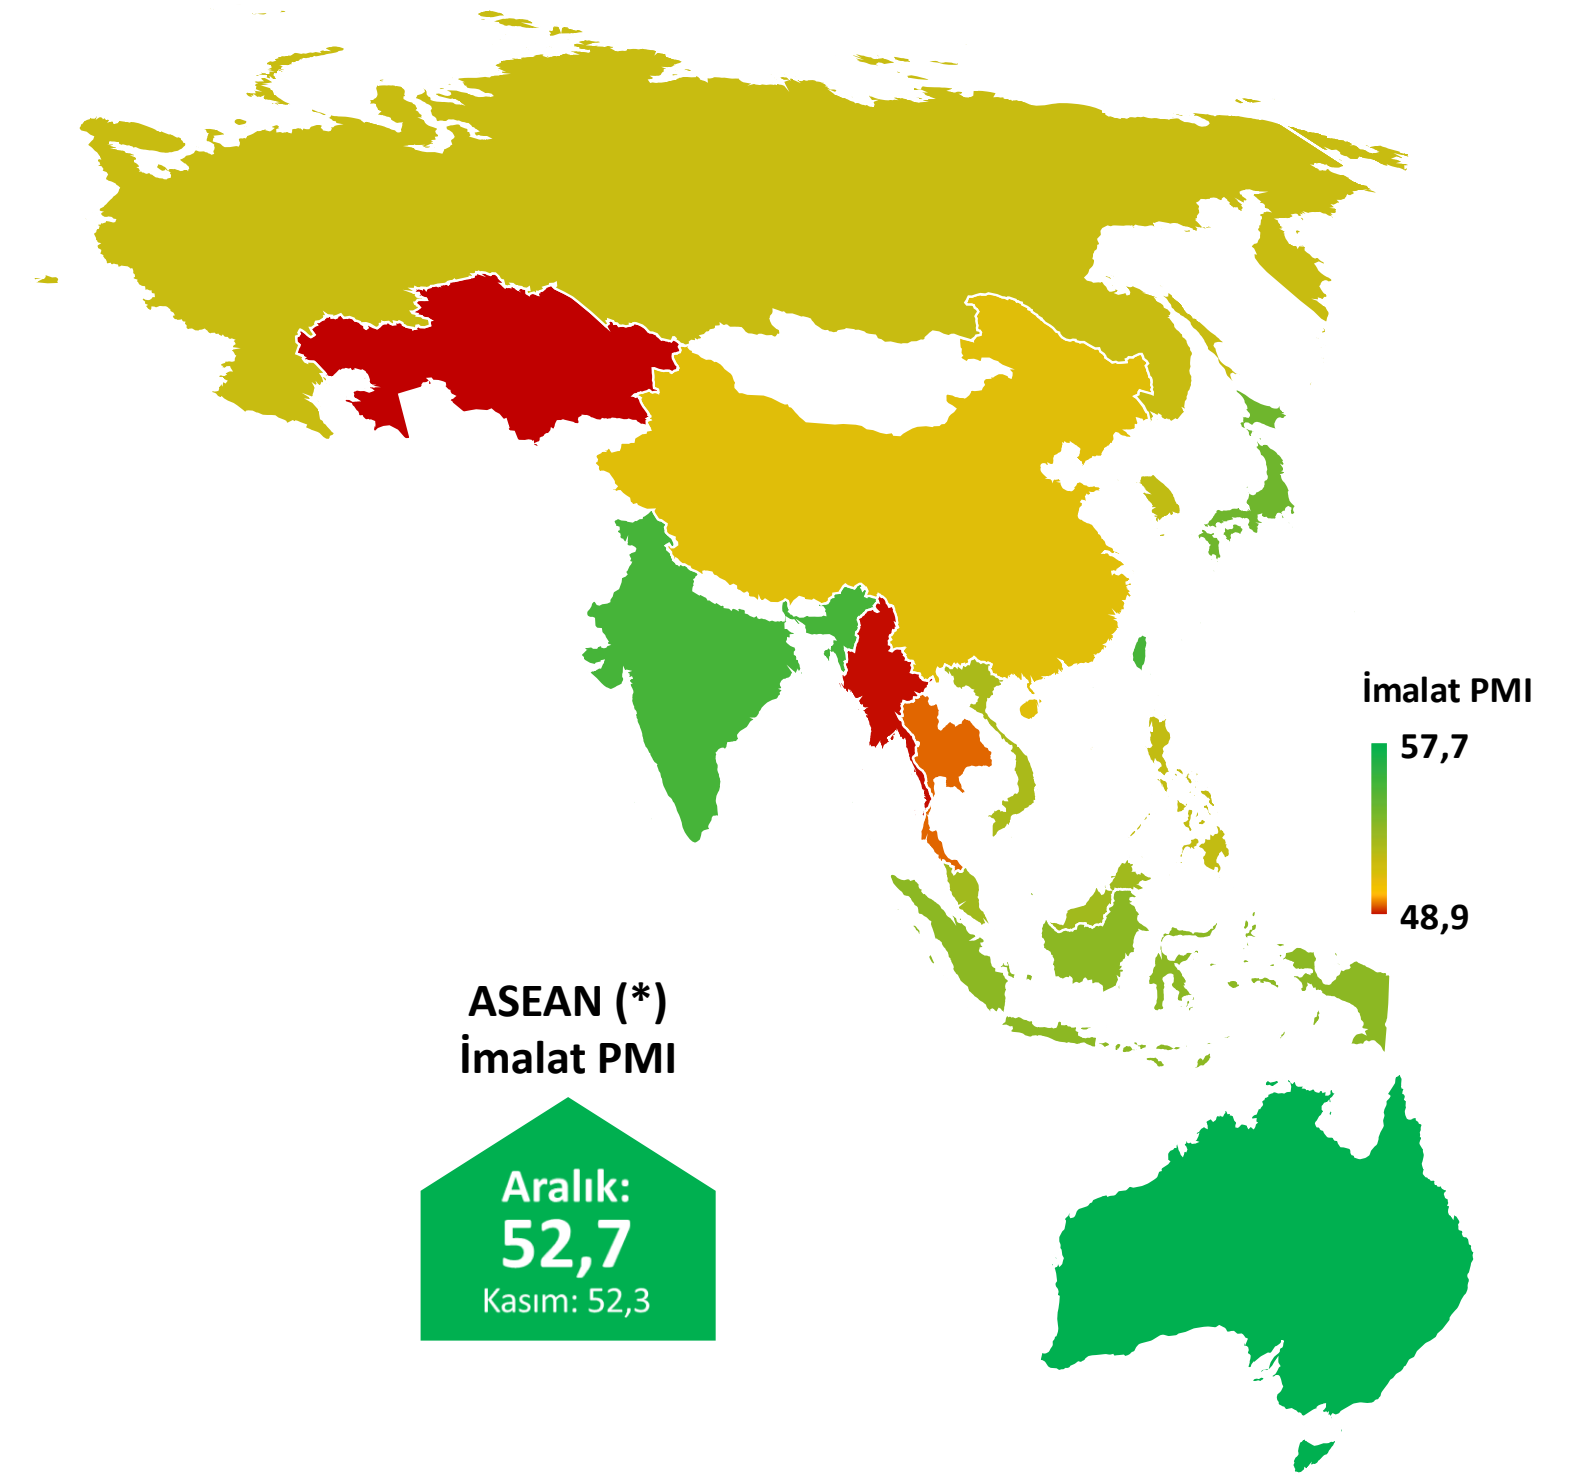 İmalat PMI
57,7
48,9
ASEAN (*)
İmalat PMI
Aralık:
52,7
Kasım: 52,3